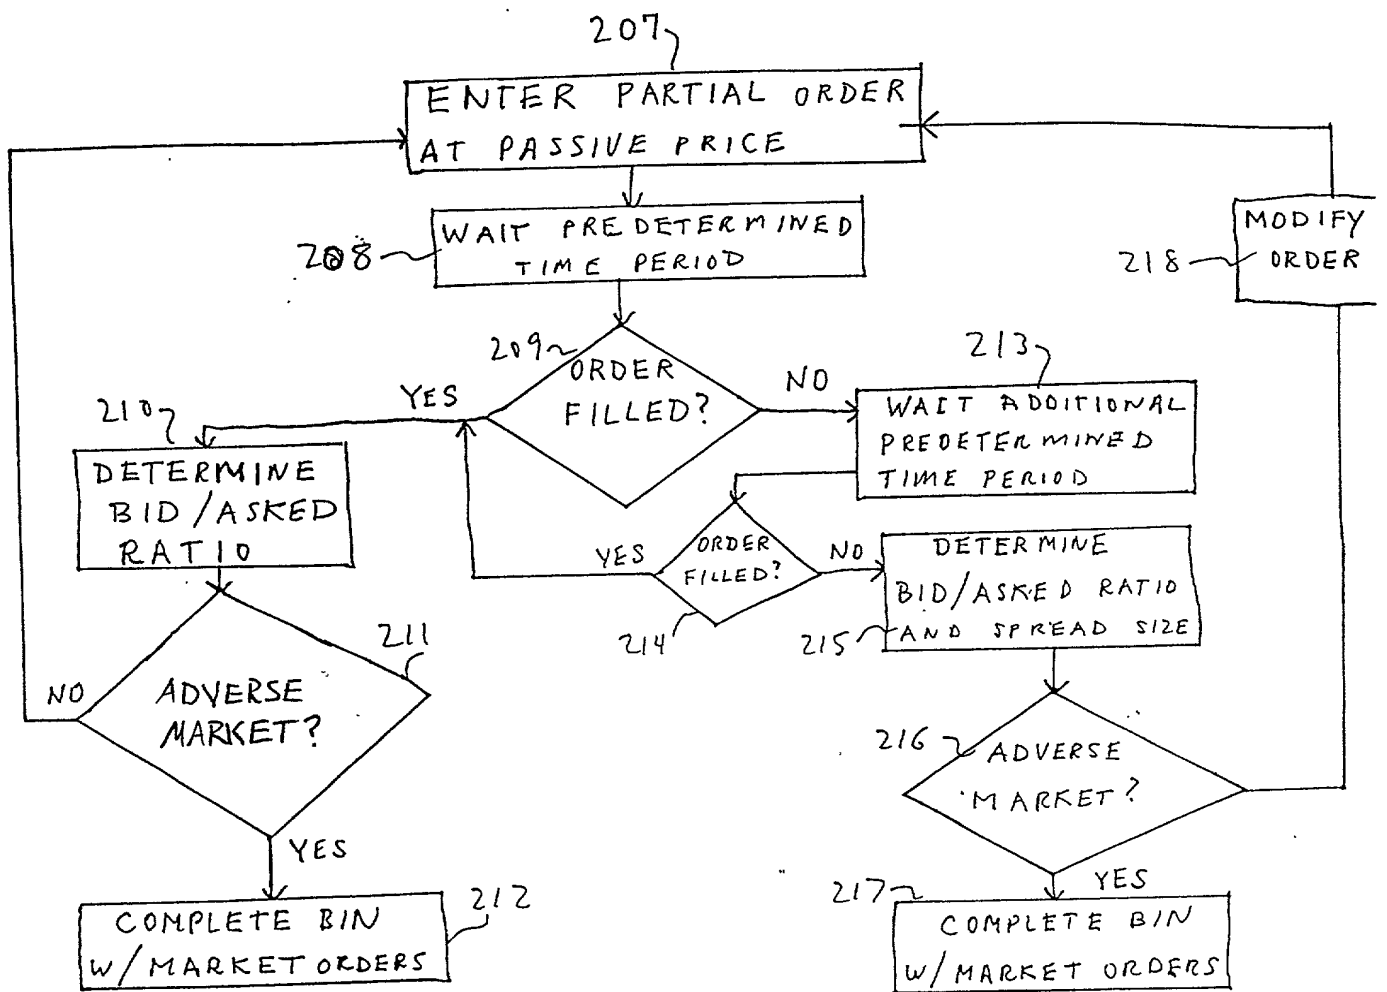 207
ENTER PARTIAL ORDER
AT PASSIVE PRICE
WAIT PREDETERMINED
TIME PERIOD
208
MODIFY
ORDER
218
209
ORDER
FILLED?
YES
NO
213
WAIT ADDITIONAL
PREDETERMINED
TIME PERIOD
210
DETERMINE
BID/ASKED
RATIO
ORDER
FILLED?
YES
NO
214
DETERMINE
BID/ASKED RATIO
AND SPREAD SIZE
215
211
ADVERSE
MARKET?
NO
YES
216
ADVERSE
MARKET?
YES
212
COMPLETE BIN
W/MARKET ORDERS
217
COMPLETE BIN
W/MARKET ORDERS